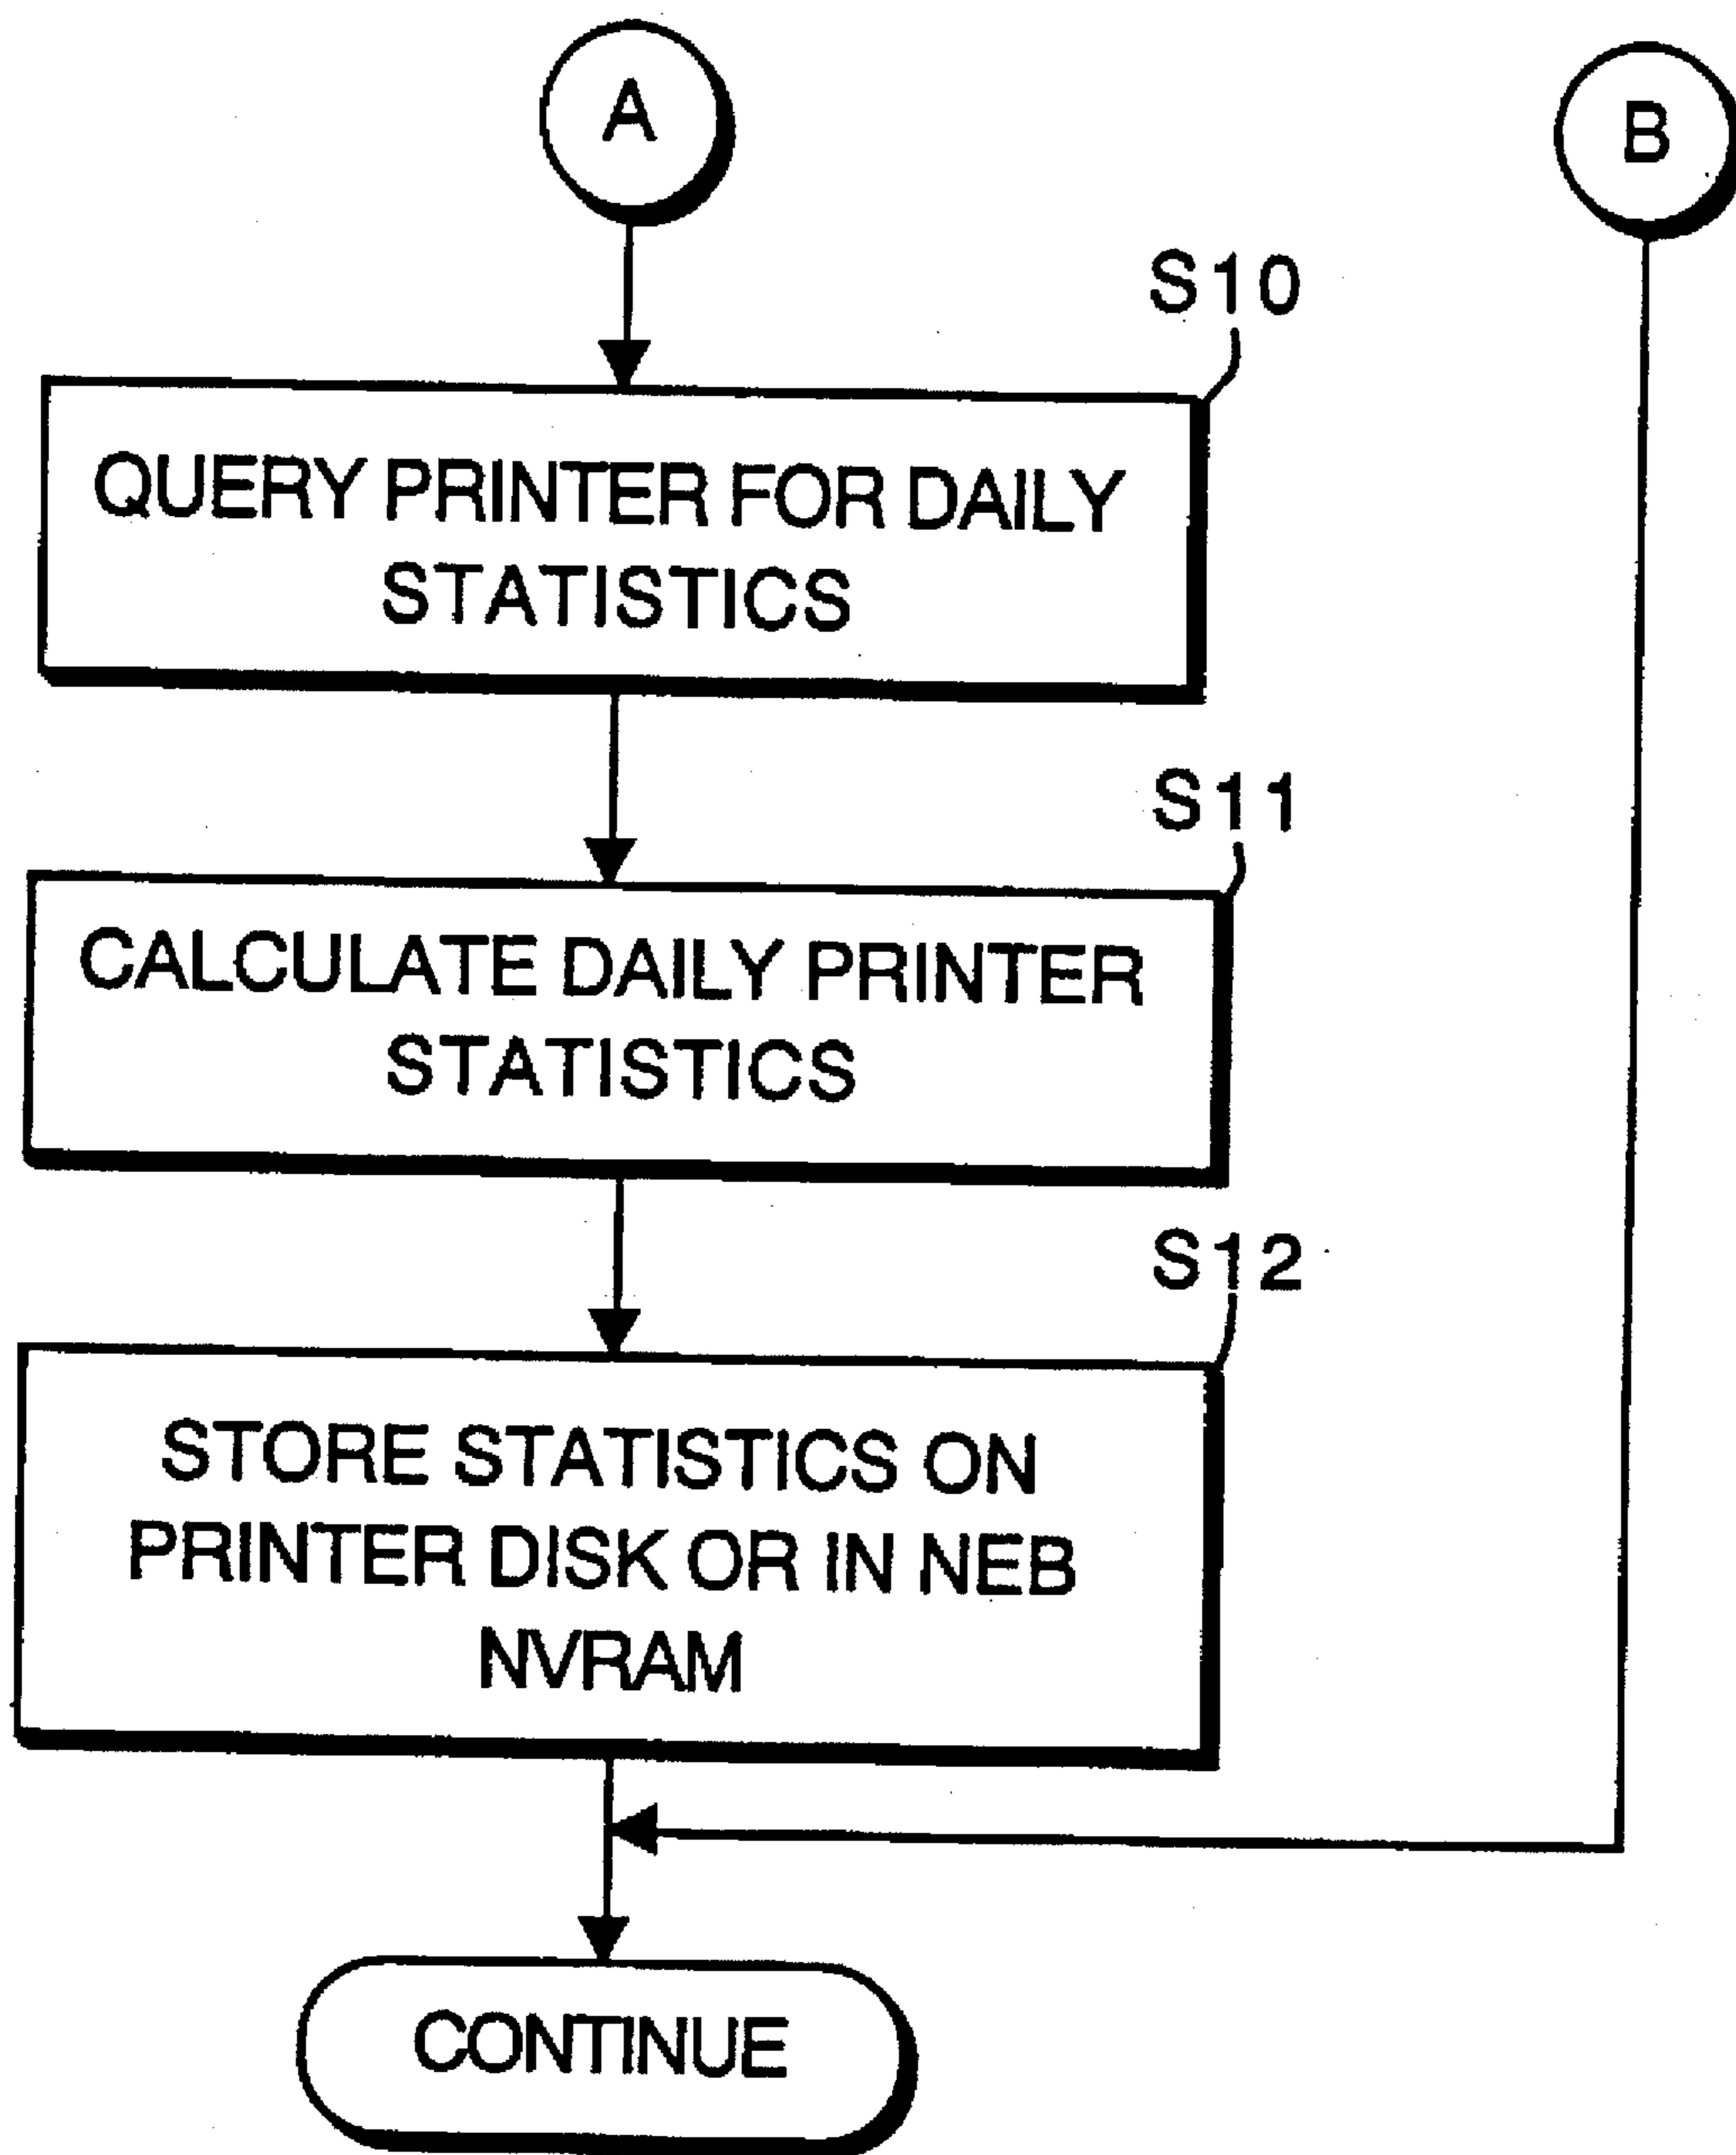 A
B
S10
QUERY PRINTER FOR DAILY
STATISTICS
S11
CALCULATE DAILY PRINTER
STATISTICS
S12
STORE STATISTICS ON
PRINTER DISK OR IN NEB
NVRAM
CONTINUE